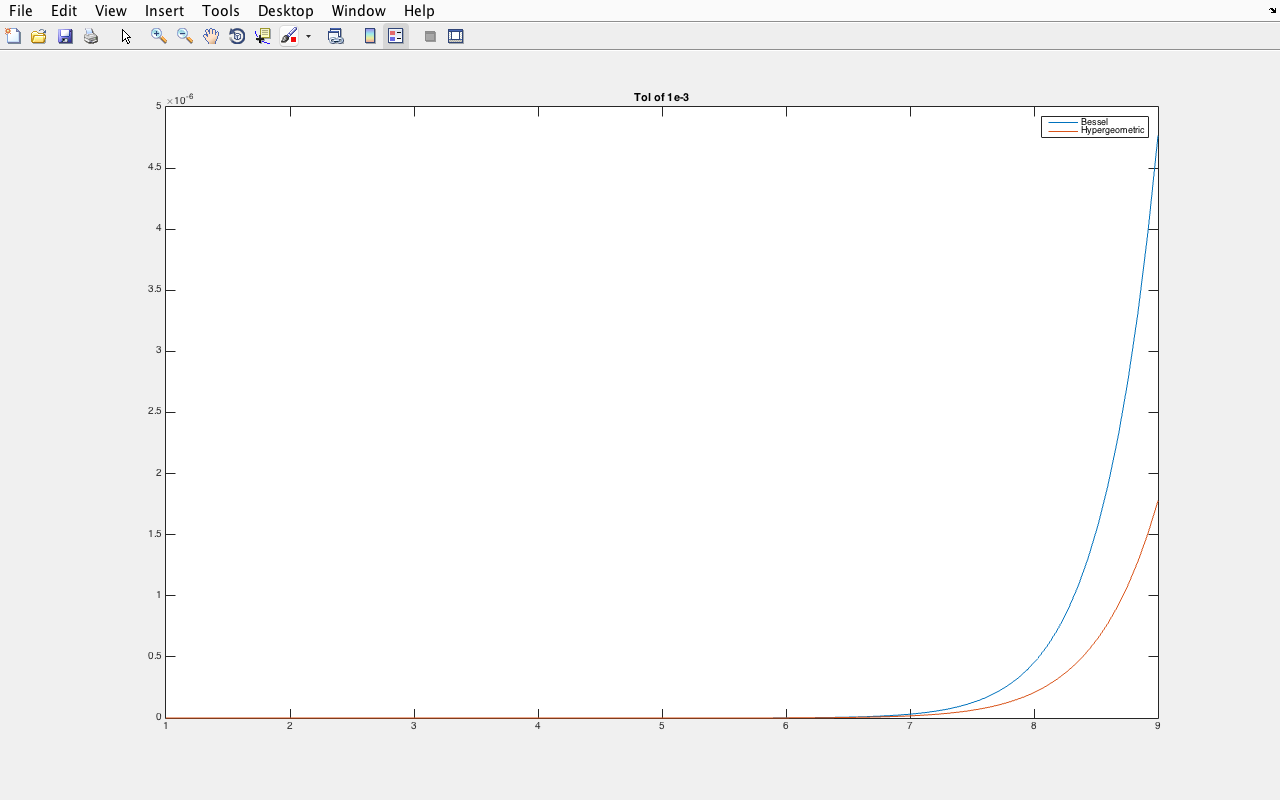 File Edit View Insert Tools Desktop Window Help
Tol of 1e-3
×10-6
5
4.5
4
3.5
3
2.5
2
1.5
1
0.5
0
Bessel
Hypergeometric
1 2 3 4 5 6 7 8 9